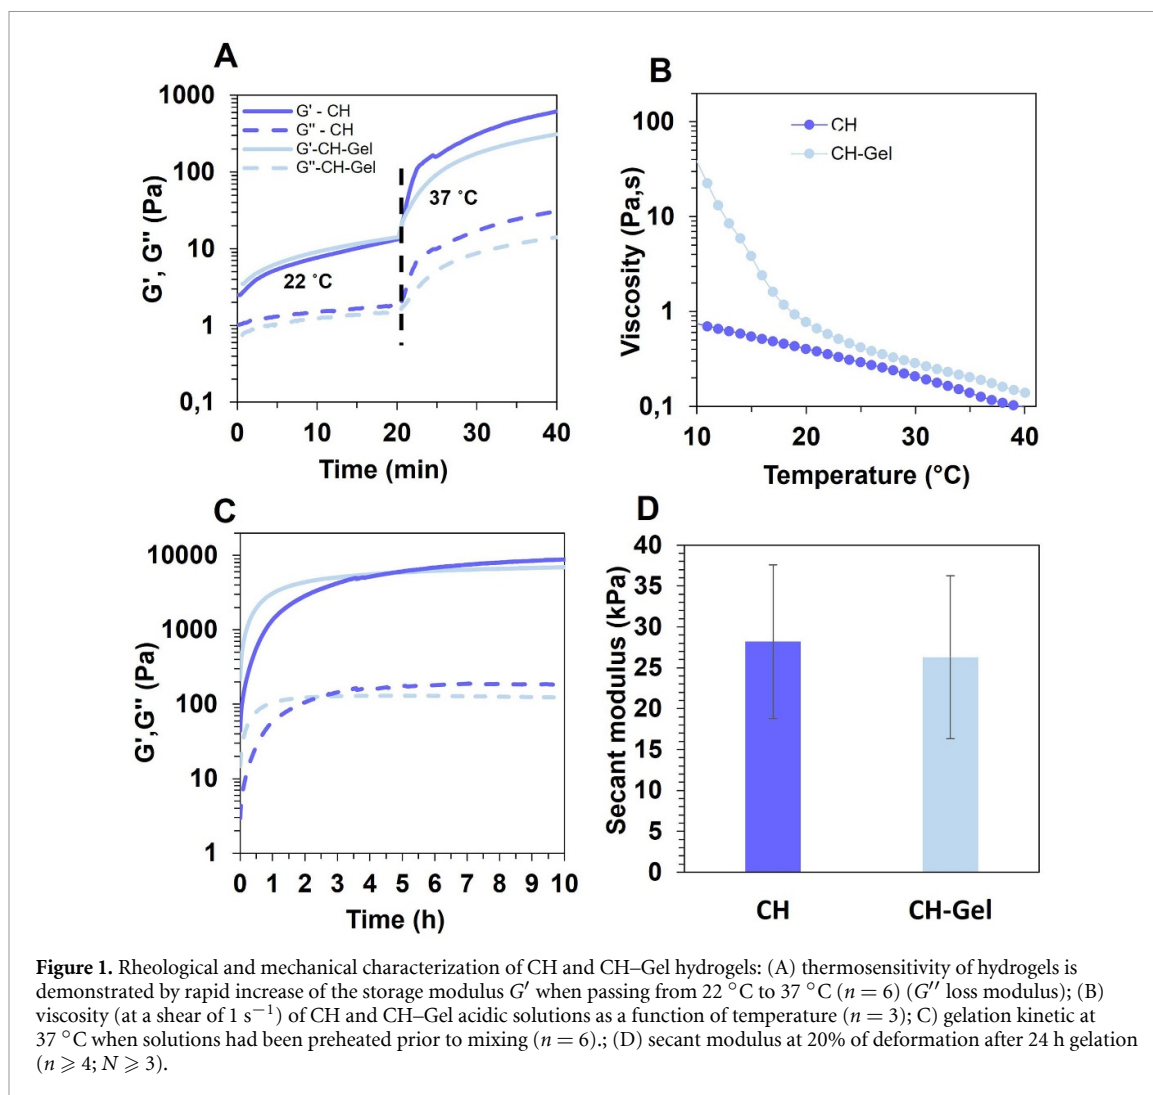 A
1000
100
10
1
0,1
G', G'' (Pa)
G' - CH
G'' - CH
G'-CH-Gel
G''-CH-Gel
22 ˚C
37 ˚C
0 10 20 30 40
Time (min)
B
100
10
1
0,1
Viscosity (Pa,s)
CH
CH-Gel
10 20 30 40
Temperature (°C)
C
10000
1000
100
10
1
G',G'' (Pa)
0 1 2 3 4 5 6 7 8 9 10
Time (h)
D
40
35
30
25
20
15
10
5
0
Secant modulus (kPa)
CH CH-Gel
Figure 1. Rheological and mechanical characterization of CH and CH–Gel hydrogels: (A) thermosensitivity of hydrogels is
demonstrated by rapid increase of the storage modulus G′ when passing from 22 °C to 37 °C (n = 6) (G′′ loss modulus); (B)
viscosity (at a shear of 1 s⁻¹) of CH and CH–Gel acidic solutions as a function of temperature (n = 3); C) gelation kinetic at
37 °C when solutions had been preheated prior to mixing (n = 6).; (D) secant modulus at 20% of deformation after 24 h gelation
(n ⩾ 4; N ⩾ 3).